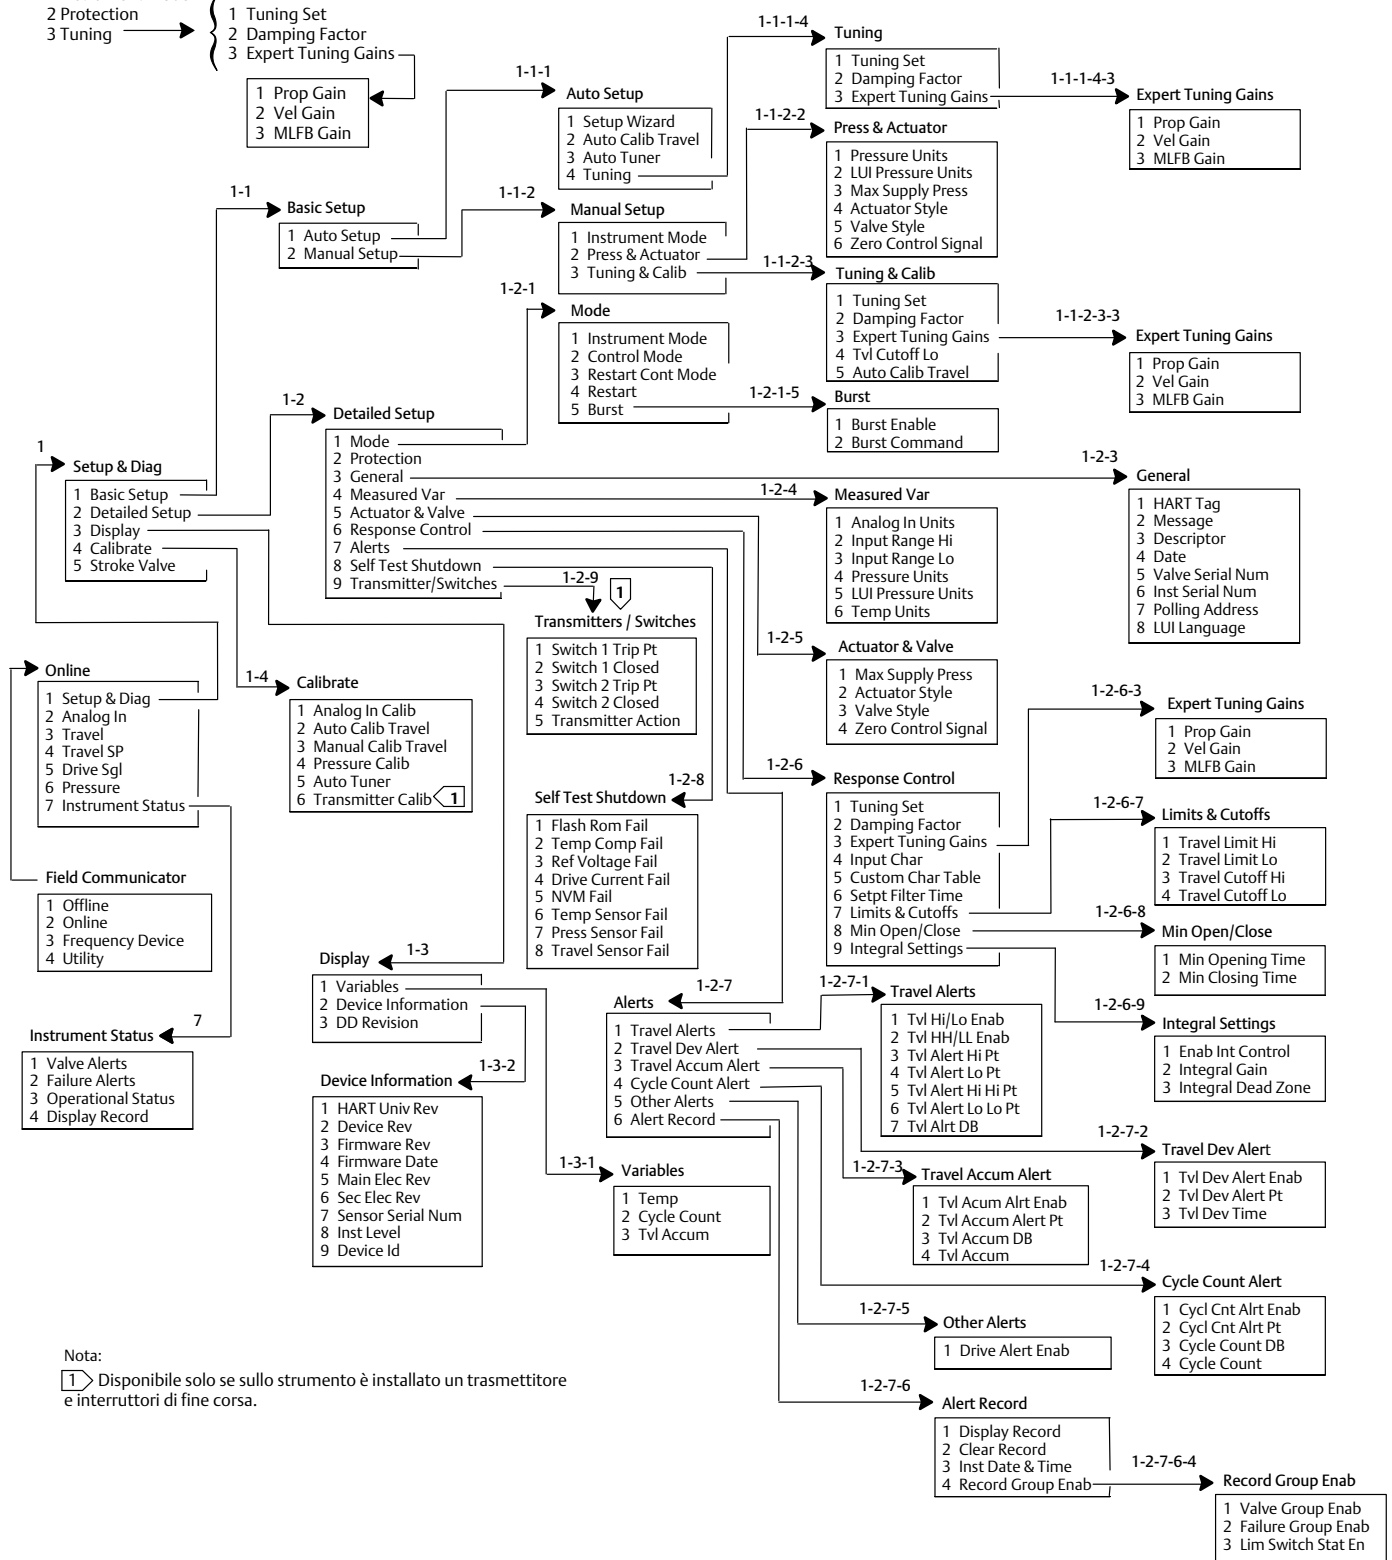 2 Protection
3 Tuning
1 Tuning Set
2 Damping Factor
3 Expert Tuning Gains
1 Prop Gain
2 Vel Gain
3 MLFB Gain
1-1-1
Auto Setup
1 Setup Wizard
2 Auto Calib Travel
3 Auto Tuner
4 Tuning
1-1-1-4
Tuning
1 Tuning Set
2 Damping Factor
3 Expert Tuning Gains
1-1-1-4-3
Expert Tuning Gains
1 Prop Gain
2 Vel Gain
3 MLFB Gain
1-1-2-2
Press & Actuator
1 Pressure Units
2 LUI Pressure Units
3 Max Supply Press
4 Actuator Style
5 Valve Style
6 Zero Control Signal
1-1
Basic Setup
1 Auto Setup
2 Manual Setup
1-1-2
Manual Setup
1 Instrument Mode
2 Press & Actuator
3 Tuning & Calib
1-1-2-3
Tuning & Calib
1 Tuning Set
2 Damping Factor
3 Expert Tuning Gains
4 Tvl Cutoff Lo
5 Auto Calib Travel
1-1-2-3-3
Expert Tuning Gains
1 Prop Gain
2 Vel Gain
3 MLFB Gain
1-2-1
Mode
1 Instrument Mode
2 Control Mode
3 Restart Cont Mode
4 Restart
5 Burst
1-2-1-5
Burst
1 Burst Enable
2 Burst Command
1-2
Detailed Setup
1 Mode
2 Protection
3 General
4 Measured Var
5 Actuator & Valve
6 Response Control
7 Alerts
8 Self Test Shutdown
9 Transmitter/Switches
1
Setup & Diag
1 Basic Setup
2 Detailed Setup
3 Display
4 Calibrate
5 Stroke Valve
1-2-3
General
1 HART Tag
2 Message
3 Descriptor
4 Date
5 Valve Serial Num
6 Inst Serial Num
7 Polling Address
8 LUI Language
1-2-4
Measured Var
1 Analog In Units
2 Input Range Hi
3 Input Range Lo
4 Pressure Units
5 LUI Pressure Units
6 Temp Units
1-2-9
1
Transmitters / Switches
1 Switch 1 Trip Pt
2 Switch 1 Closed
3 Switch 2 Trip Pt
4 Switch 2 Closed
5 Transmitter Action
1-2-5
Actuator & Valve
1 Max Supply Press
2 Actuator Style
3 Valve Style
4 Zero Control Signal
Online
1 Setup & Diag
2 Analog In
3 Travel
4 Travel SP
5 Drive Sgl
6 Pressure
7 Instrument Status
1-4
Calibrate
1 Analog In Calib
2 Auto Calib Travel
3 Manual Calib Travel
4 Pressure Calib
5 Auto Tuner
6 Transmitter Calib
1
1-2-6
Response Control
1 Tuning Set
2 Damping Factor
3 Expert Tuning Gains
4 Input Char
5 Custom Char Table
6 Setpt Filter Time
7 Limits & Cutoffs
8 Min Open/Close
9 Integral Settings
1-2-6-3
Expert Tuning Gains
1 Prop Gain
2 Vel Gain
3 MLFB Gain
1-2-8
Self Test Shutdown
1 Flash Rom Fail
2 Temp Comp Fail
3 Ref Voltage Fail
4 Drive Current Fail
5 NVM Fail
6 Temp Sensor Fail
7 Press Sensor Fail
8 Travel Sensor Fail
1-2-6-7
Limits & Cutoffs
1 Travel Limit Hi
2 Travel Limit Lo
3 Travel Cutoff Hi
4 Travel Cutoff Lo
Field Communicator
1 Offline
2 Online
3 Frequency Device
4 Utility
1-2-6-8
Min Open/Close
1 Min Opening Time
2 Min Closing Time
1-3
Display
1 Variables
2 Device Information
3 DD Revision
1-2-7
Alerts
1 Travel Alerts
2 Travel Dev Alert
3 Travel Accum Alert
4 Cycle Count Alert
5 Other Alerts
6 Alert Record
1-2-7-1
Travel Alerts
1 Tvl Hi/Lo Enab
2 Tvl HH/LL Enab
3 Tvl Alert Hi Pt
4 Tvl Alert Lo Pt
5 Tvl Alert Hi Hi Pt
6 Tvl Alert Lo Lo Pt
7 Tvl Alrt DB
1-2-6-9
Integral Settings
1 Enab Int Control
2 Integral Gain
3 Integral Dead Zone
7
Instrument Status
1 Valve Alerts
2 Failure Alerts
3 Operational Status
4 Display Record
1-3-2
Device Information
1 HART Univ Rev
2 Device Rev
3 Firmware Rev
4 Firmware Date
5 Main Elec Rev
6 Sec Elec Rev
7 Sensor Serial Num
8 Inst Level
9 Device Id
1-3-1
Variables
1 Temp
2 Cycle Count
3 Tvl Accum
1-2-7-3
Travel Accum Alert
1 Tvl Acum Alrt Enab
2 Tvl Accum Alert Pt
3 Tvl Accum DB
4 Tvl Accum
1-2-7-2
Travel Dev Alert
1 Tvl Dev Alert Enab
2 Tvl Dev Alert Pt
3 Tvl Dev Time
1-2-7-4
Cycle Count Alert
1 Cycl Cnt Alrt Enab
2 Cycl Cnt Alrt Pt
3 Cycle Count DB
4 Cycle Count
1-2-7-5
Other Alerts
1 Drive Alert Enab
Nota:
1 Disponibile solo se sullo strumento è installato un trasmettitore
e interruttori di fine corsa.
1-2-7-6
Alert Record
1 Display Record
2 Clear Record
3 Inst Date & Time
4 Record Group Enab
1-2-7-6-4
Record Group Enab
1 Valve Group Enab
2 Failure Group Enab
3 Lim Switch Stat En